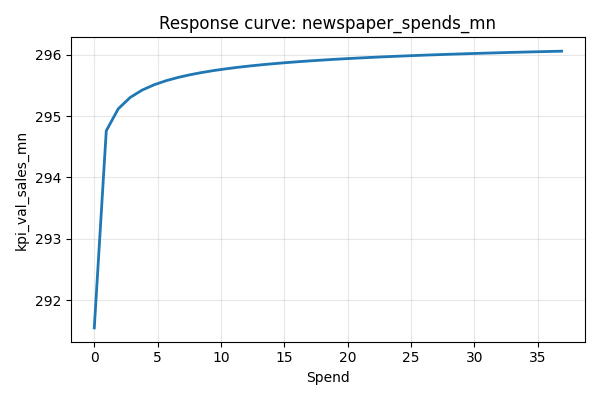 Response curve: newspaper_spends_mn
kpi_val_sales_mn
296
295
294
293
292
0 5 10 15 20 25 30 35
Spend